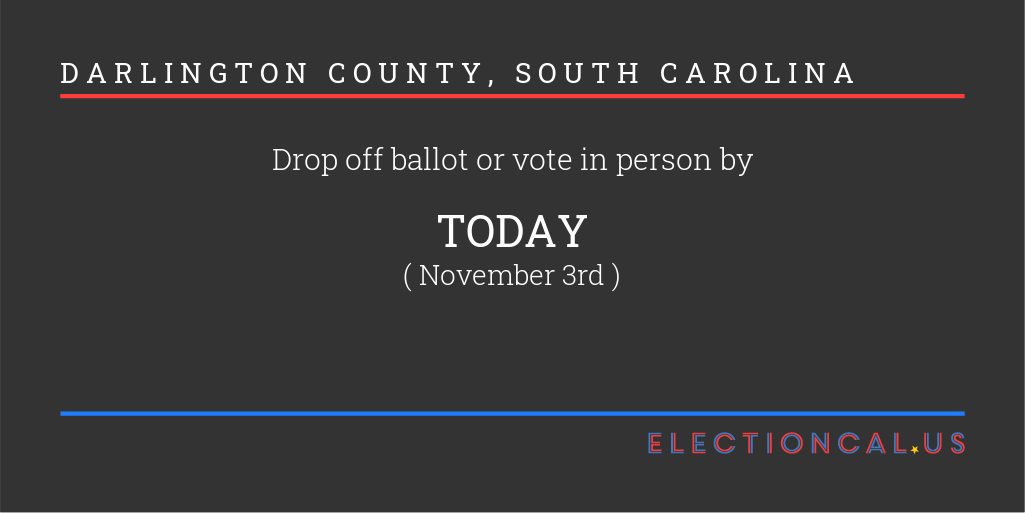 DARLINGTON COUNTY, SOUTH CAROLINA
Drop off ballot or vote in person by
TODAY
( November 3rd )
ELECTIONCAL.US